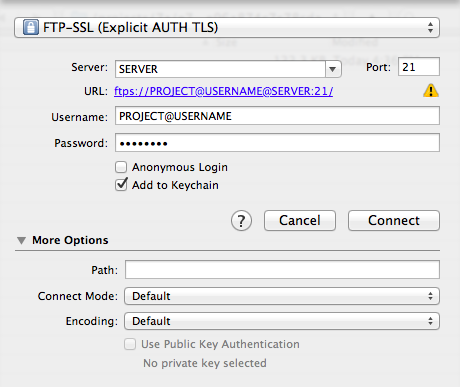 FTP-SSL (Explicit AUTH TLS)
Server: SERVER Port: 21
URL: ftps://PROJECT@USERNAME@SERVER:21/
Username: PROJECT@USERNAME
Password: ••••••••
Anonymous Login
Add to Keychain
? Cancel Connect
More Options
Path:
Connect Mode: Default
Encoding: Default
Use Public Key Authentication
No private key selected